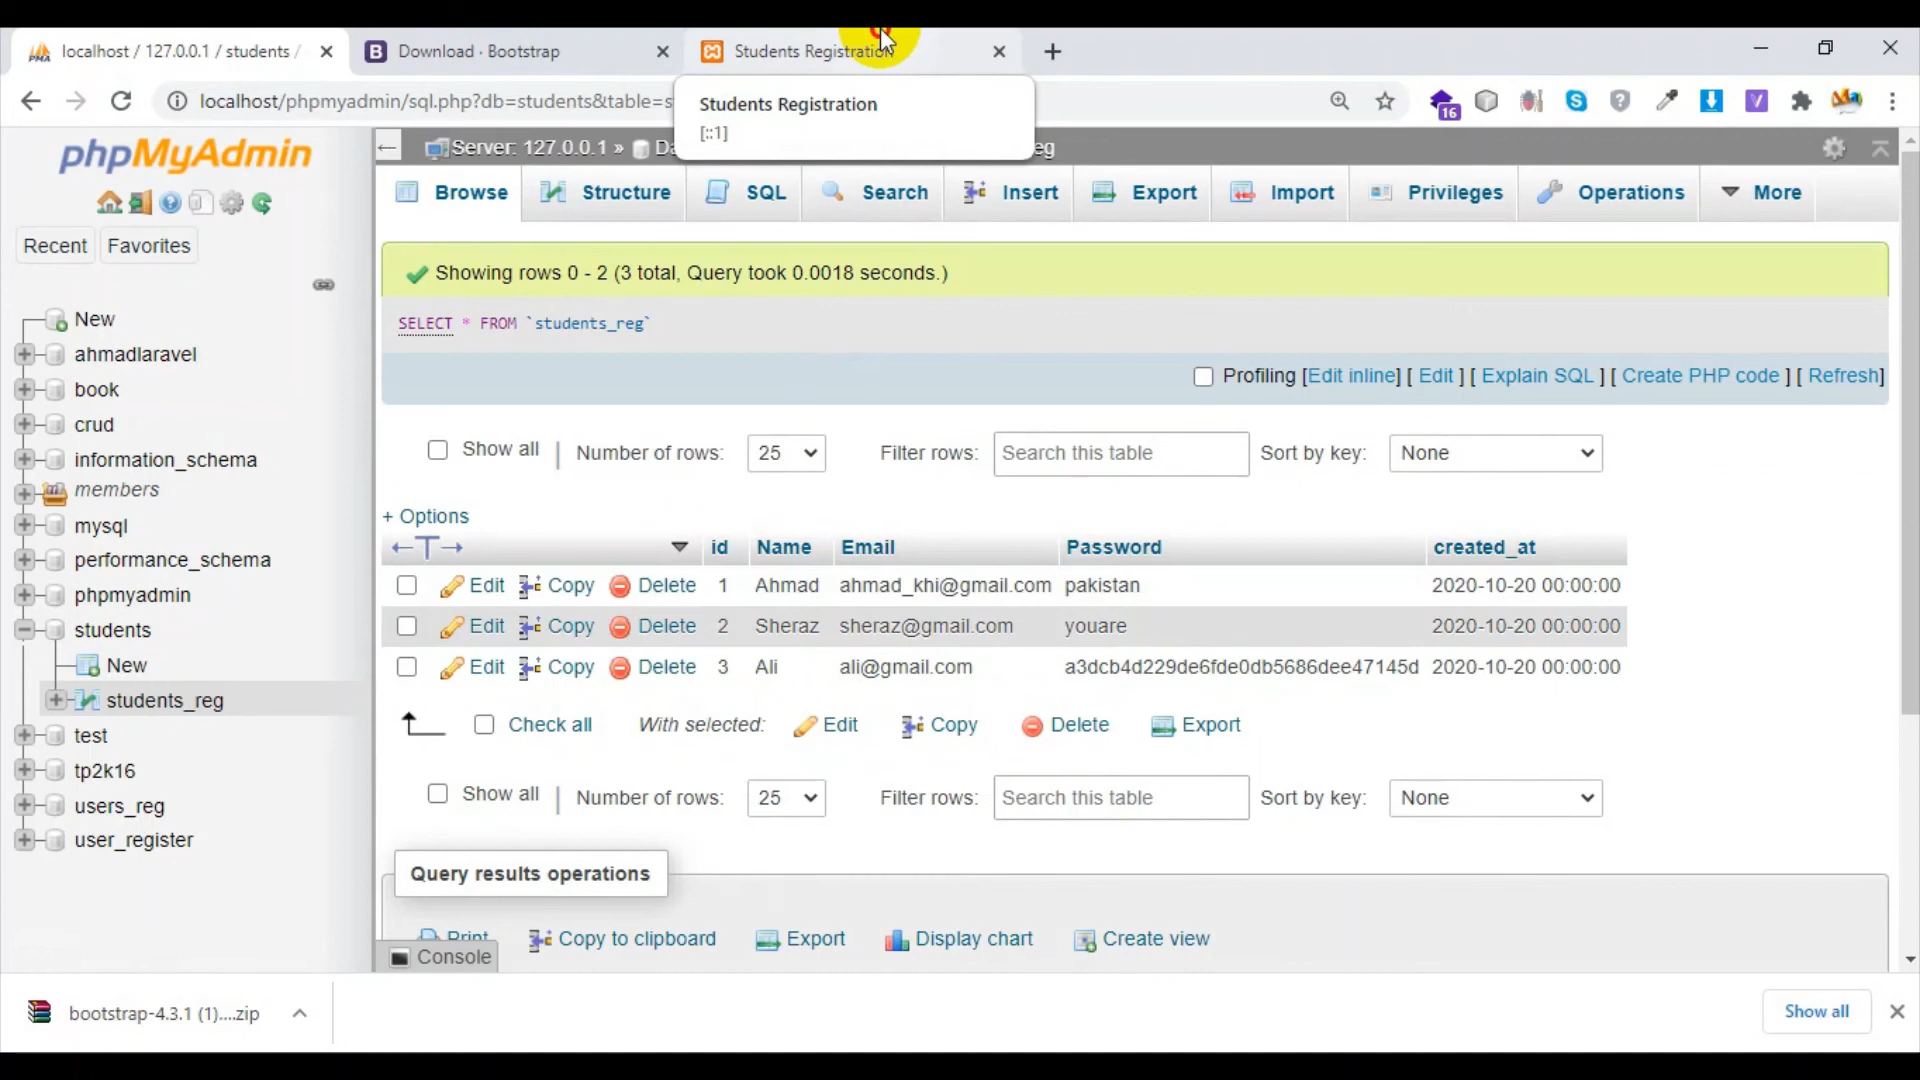 localhost / 127.0.0.1 / students /
Download · Bootstrap
Students Registration
localhost/phpmyadmin/sql.php?db=students&table=s
16
Students Registration
[::1]
phpMyAdmin
Server: 127.0.0.1 »
Da
eg
Browse
Structure
SQL
Search
Insert
Export
Import
Privileges
Operations
More
Recent
Favorites
Showing rows 0 - 2 (3 total, Query took 0.0018 seconds.)
SELECT * FROM `students_reg`
Profiling [Edit inline] [ Edit ] [ Explain SQL ] [ Create PHP code ] [ Refresh]
New
ahmadlaravel
book
crud
information_schema
members
mysql
performance_schema
phpmyadmin
students
New
students_reg
test
tp2k16
users_reg
user_register
Show all | Number of rows: 25 Filter rows: Search this table Sort by key: None
+ Options
←T→ id Name Email Password created_at
Edit Copy Delete 1 Ahmad ahmad_khi@gmail.com pakistan 2020-10-20 00:00:00
Edit Copy Delete 2 Sheraz sheraz@gmail.com youare 2020-10-20 00:00:00
Edit Copy Delete 3 Ali ali@gmail.com a3dcb4d229de6fde0db5686dee47145d 2020-10-20 00:00:00
Check all With selected: Edit Copy Delete Export
Show all | Number of rows: 25 Filter rows: Search this table Sort by key: None
Query results operations
Print Copy to clipboard Export Display chart Create view
Console
bootstrap-4.3.1 (1)....zip
Show all